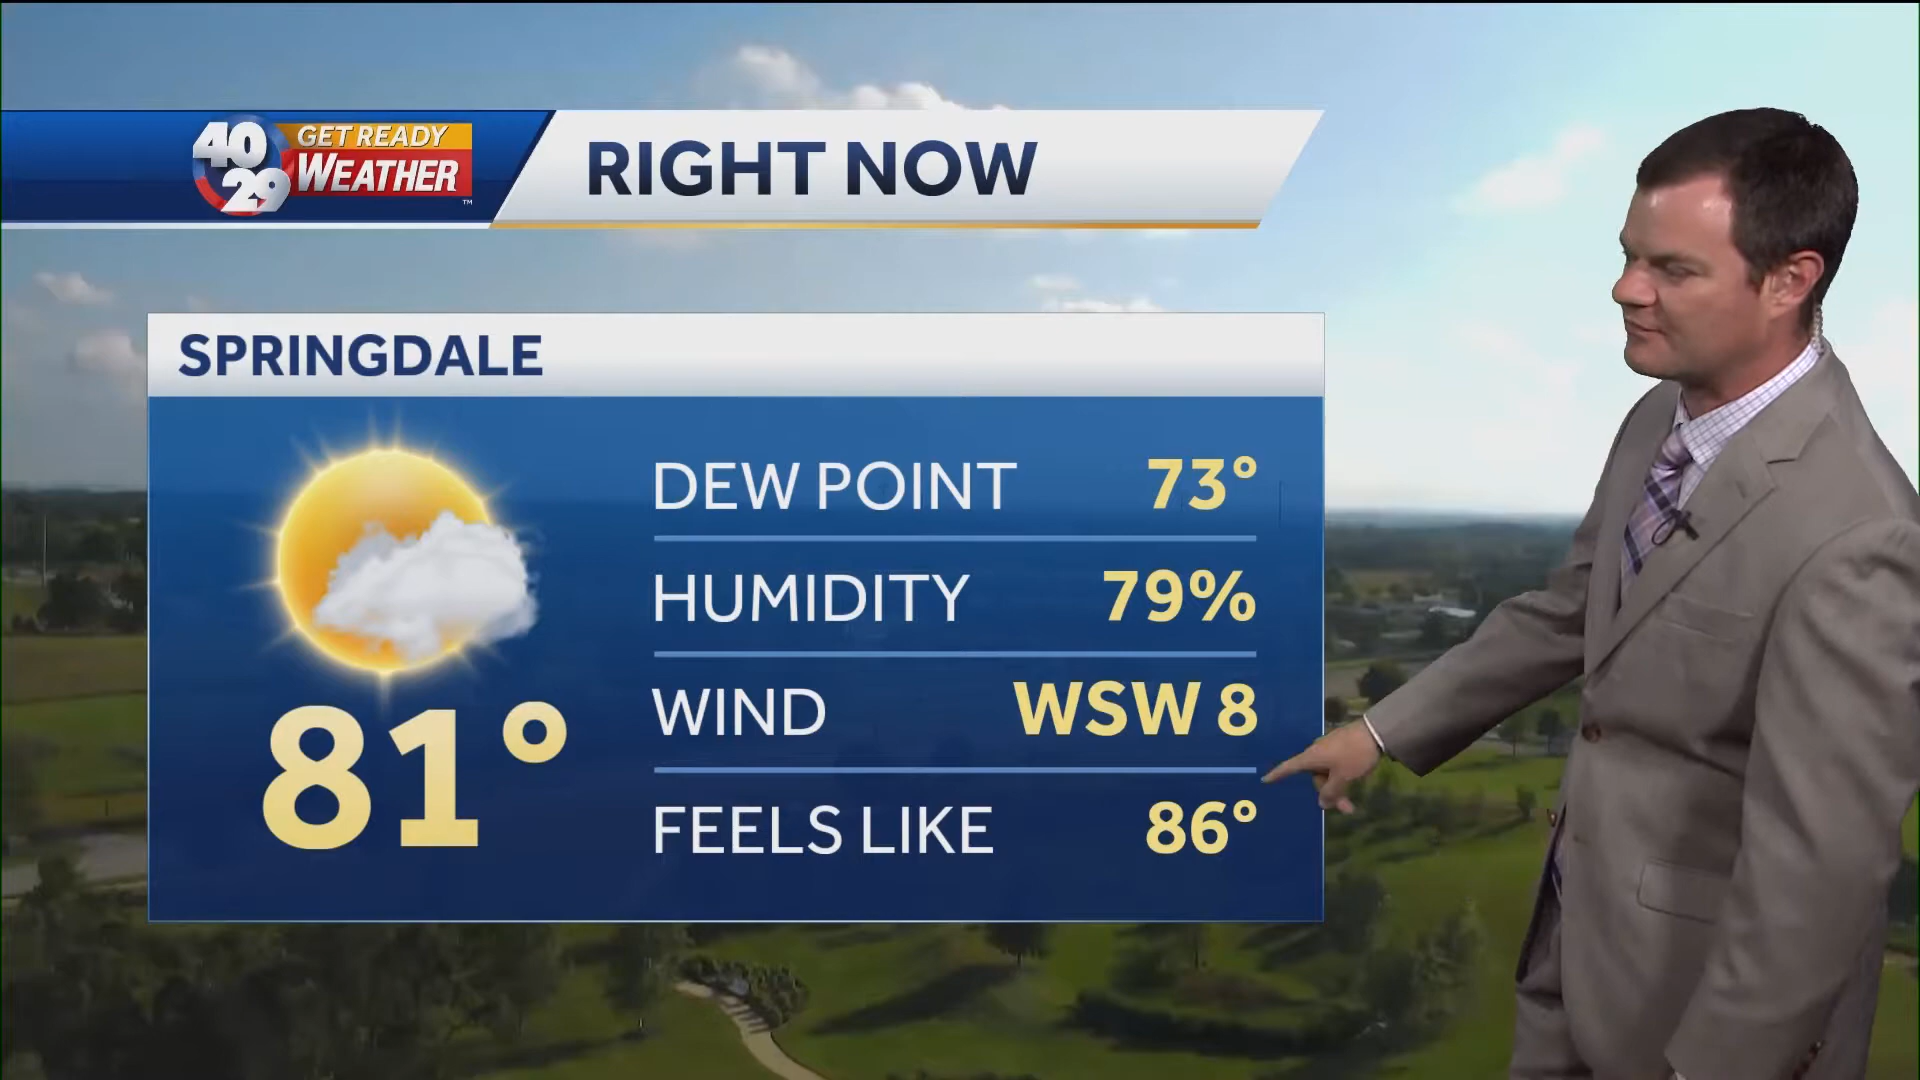 40
29
GET READY
WEATHER™
RIGHT NOW
SPRINGDALE
DEW POINT 73°
HUMIDITY 79%
WIND WSW 8
FEELS LIKE 86°
81°